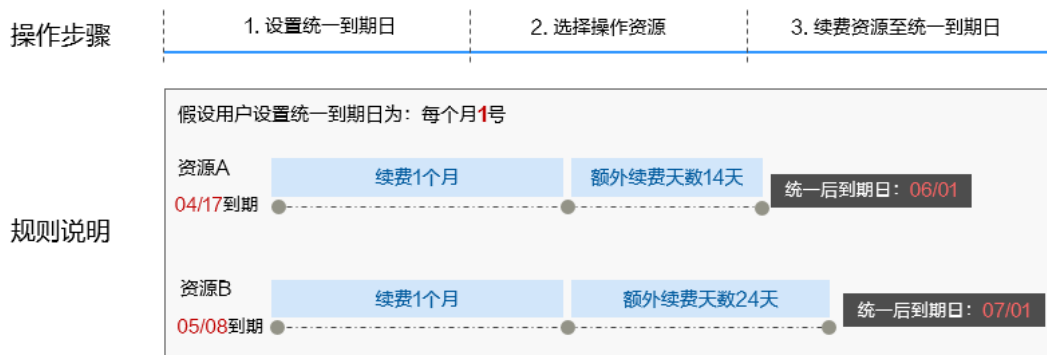 操作步骤
1. 设置统一到期日
2. 选择操作资源
3. 续费资源至统一到期日
规则说明
假设用户设置统一到期日为：每个月1号
资源A
续费1个月
额外续费天数14天
04/17到期
统一后到期日：06/01
资源B
续费1个月
额外续费天数24天
05/08到期
统一后到期日：07/01